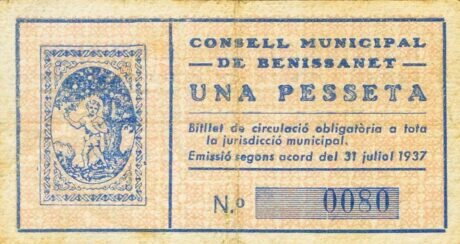 CONSELL MUNICIPAL
DE BENISSANET
UNA PESSETA
Bitllet de circulació obligatòria a tota
la jurisdicció municipal.
Emissió segons acord del 31 juliol 1937
N.º 0080